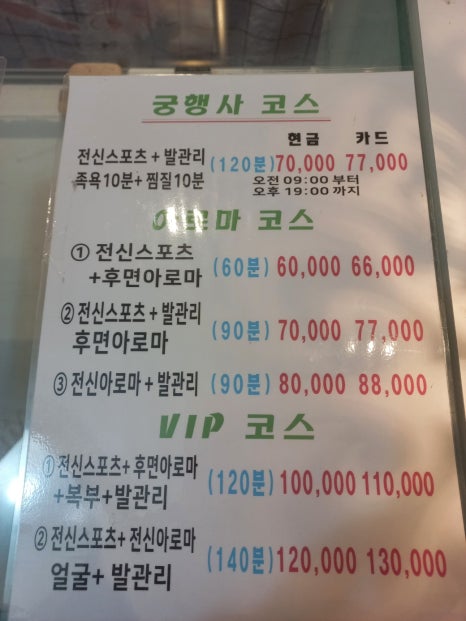 궁행사 코스
현금 카드
전신스포츠+발관리 (120분) 70,000 77,000
족욕10분+찜질10분 오전 09:00 부터
오후 19:00 까지
아로마 코스
① 전신스포츠
+후면아로마 (60분) 60,000 66,000
② 전신스포츠+발관리
후면아로마 (90분) 70,000 77,000
③ 전신아로마+발관리 (90분) 80,000 88,000
VIP 코스
① 전신스포츠+후면아로마
+복부+발관리 (120분) 100,000 110,000
② 전신스포츠+전신아로마
얼굴+발관리 (140분) 120,000 130,000